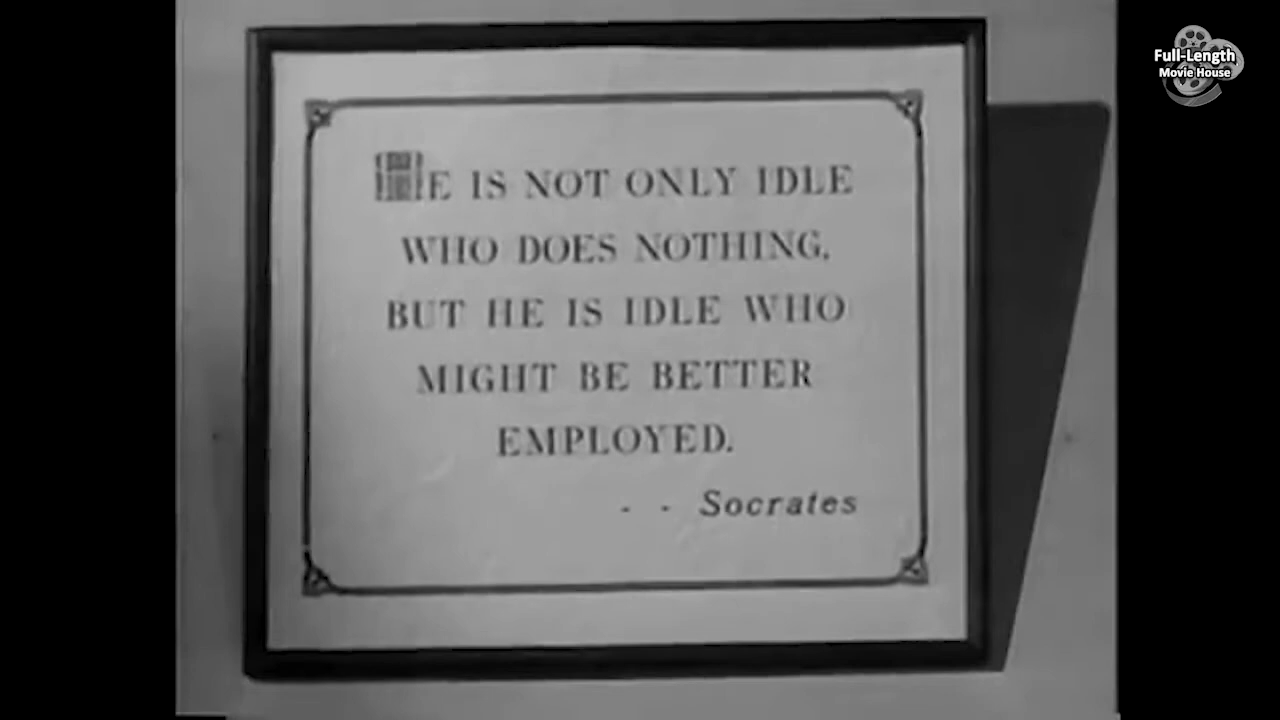 Full-Length
Movie House
HE IS NOT ONLY IDLE
WHO DOES NOTHING,
BUT HE IS IDLE WHO
MIGHT BE BETTER
EMPLOYED.
- - Socrates